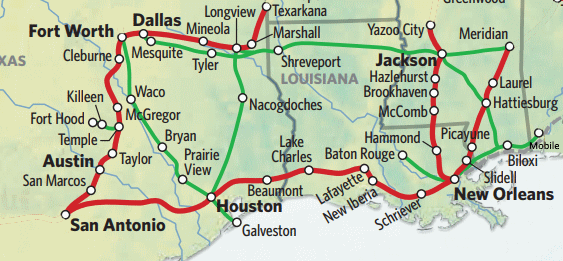 Greenwood
Longview
Texarkana
Dallas
Mineola
Marshall
Yazoo City
Meridian
Fort Worth
Cleburne
Mesquite
Tyler
Shreveport
Jackson
XAS
LOUISIANA
Hazlehurst
Laurel
Killeen
Waco
Nacogdoches
Brookhaven
Hattiesburg
McGregor
McComb
Fort Hood
Temple
Bryan
Hammond
Picayune
Mobile
Austin
Taylor
Prairie
View
Lake
Charles
Baton Rouge
Biloxi
San Marcos
Slidell
Beaumont
Lafayette
New Iberia
New Orleans
Houston
Schriever
San Antonio
Galveston